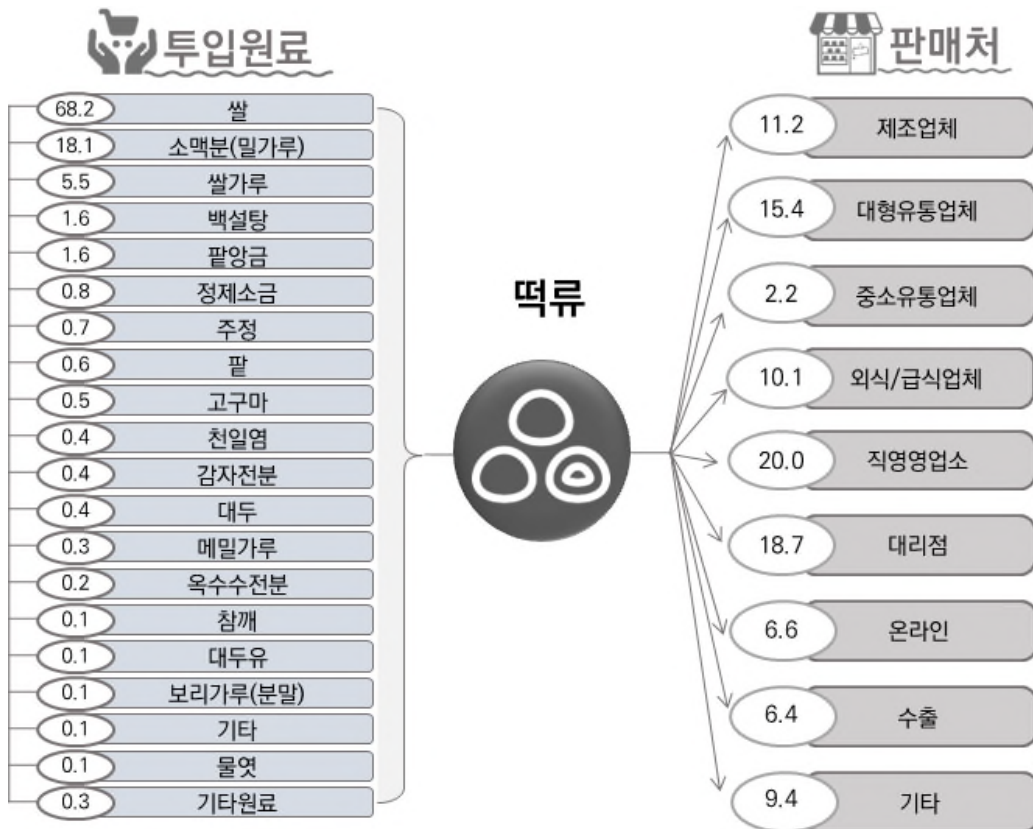 투입원료
68.2 쌀
18.1 소맥분(밀가루)
5.5 쌀가루
1.6 백설탕
1.6 팥앙금
0.8 정제소금
0.7 주정
0.6 팥
0.5 고구마
0.4 천일염
0.4 감자전분
0.4 대두
0.3 메밀가루
0.2 옥수수전분
0.1 참깨
0.1 대두유
0.1 보리가루(분말)
0.1 기타
0.1 물엿
0.3 기타원료
떡류
판매처
11.2 제조업체
15.4 대형유통업체
2.2 중소유통업체
10.1 외식/급식업체
20.0 직영영업소
18.7 대리점
6.6 온라인
6.4 수출
9.4 기타